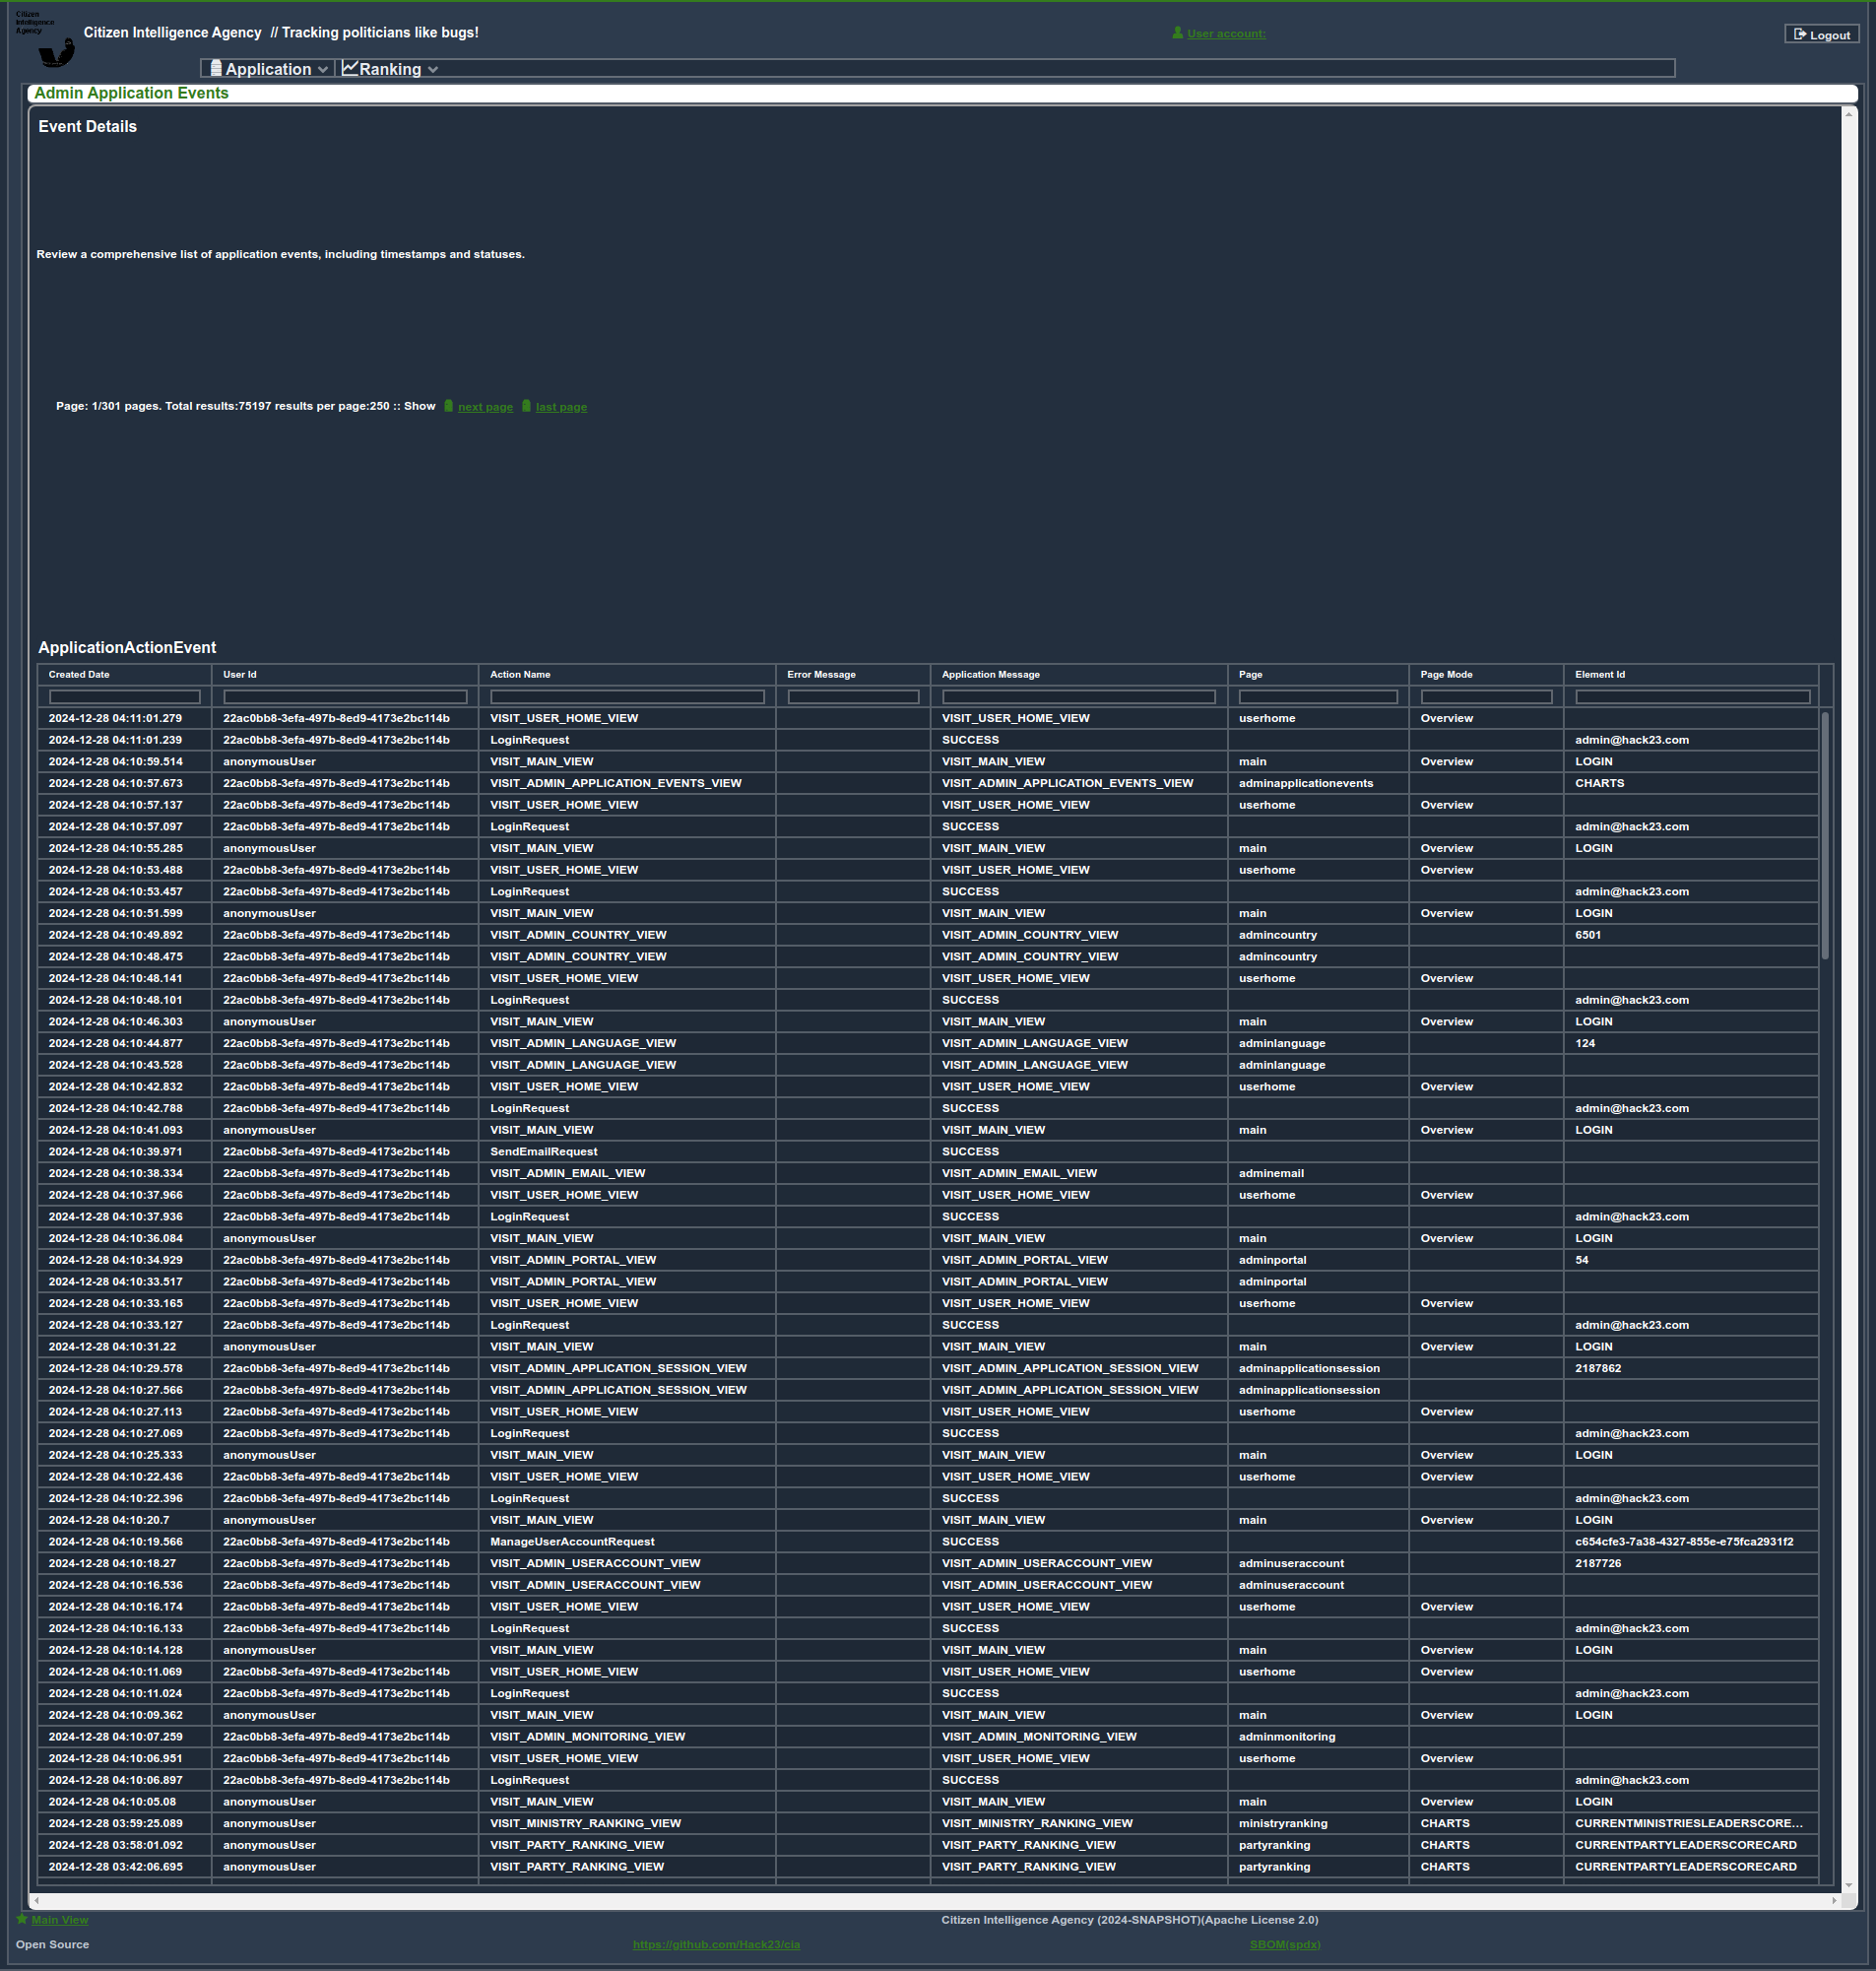 Citizen
Intelligence
Agency
Citizen Intelligence Agency // Tracking politicians like bugs!
User account:
Logout
Application Ranking
Admin Application Events
Event Details
Review a comprehensive list of application events, including timestamps and statuses.
Page: 1/301 pages. Total results:75197 results per page:250 :: Show next page last page
ApplicationActionEvent
Created Date User Id Action Name Error Message Application Message Page Page Mode Element Id
2024-12-28 04:11:01.279 22ac0bb8-3efa-497b-8ed9-4173e2bc114b VISIT_USER_HOME_VIEW VISIT_USER_HOME_VIEW userhome Overview
2024-12-28 04:11:01.239 22ac0bb8-3efa-497b-8ed9-4173e2bc114b LoginRequest SUCCESS admin@hack23.com
2024-12-28 04:10:59.514 anonymousUser VISIT_MAIN_VIEW VISIT_MAIN_VIEW main Overview LOGIN
2024-12-28 04:10:57.673 22ac0bb8-3efa-497b-8ed9-4173e2bc114b VISIT_ADMIN_APPLICATION_EVENTS_VIEW VISIT_ADMIN_APPLICATION_EVENTS_VIEW adminapplicationevents CHARTS
2024-12-28 04:10:57.137 22ac0bb8-3efa-497b-8ed9-4173e2bc114b VISIT_USER_HOME_VIEW VISIT_USER_HOME_VIEW userhome Overview
2024-12-28 04:10:57.097 22ac0bb8-3efa-497b-8ed9-4173e2bc114b LoginRequest SUCCESS admin@hack23.com
2024-12-28 04:10:55.285 anonymousUser VISIT_MAIN_VIEW VISIT_MAIN_VIEW main Overview LOGIN
2024-12-28 04:10:53.488 22ac0bb8-3efa-497b-8ed9-4173e2bc114b VISIT_USER_HOME_VIEW VISIT_USER_HOME_VIEW userhome Overview
2024-12-28 04:10:53.457 22ac0bb8-3efa-497b-8ed9-4173e2bc114b LoginRequest SUCCESS admin@hack23.com
2024-12-28 04:10:51.599 anonymousUser VISIT_MAIN_VIEW VISIT_MAIN_VIEW main Overview LOGIN
2024-12-28 04:10:49.892 22ac0bb8-3efa-497b-8ed9-4173e2bc114b VISIT_ADMIN_COUNTRY_VIEW VISIT_ADMIN_COUNTRY_VIEW admincountry 6501
2024-12-28 04:10:48.475 22ac0bb8-3efa-497b-8ed9-4173e2bc114b VISIT_ADMIN_COUNTRY_VIEW VISIT_ADMIN_COUNTRY_VIEW admincountry
2024-12-28 04:10:48.141 22ac0bb8-3efa-497b-8ed9-4173e2bc114b VISIT_USER_HOME_VIEW VISIT_USER_HOME_VIEW userhome Overview
2024-12-28 04:10:48.101 22ac0bb8-3efa-497b-8ed9-4173e2bc114b LoginRequest SUCCESS admin@hack23.com
2024-12-28 04:10:46.303 anonymousUser VISIT_MAIN_VIEW VISIT_MAIN_VIEW main Overview LOGIN
2024-12-28 04:10:44.877 22ac0bb8-3efa-497b-8ed9-4173e2bc114b VISIT_ADMIN_LANGUAGE_VIEW VISIT_ADMIN_LANGUAGE_VIEW adminlanguage 124
2024-12-28 04:10:43.528 22ac0bb8-3efa-497b-8ed9-4173e2bc114b VISIT_ADMIN_LANGUAGE_VIEW VISIT_ADMIN_LANGUAGE_VIEW adminlanguage
2024-12-28 04:10:42.832 22ac0bb8-3efa-497b-8ed9-4173e2bc114b VISIT_USER_HOME_VIEW VISIT_USER_HOME_VIEW userhome Overview
2024-12-28 04:10:42.788 22ac0bb8-3efa-497b-8ed9-4173e2bc114b LoginRequest SUCCESS admin@hack23.com
2024-12-28 04:10:41.093 anonymousUser VISIT_MAIN_VIEW VISIT_MAIN_VIEW main Overview LOGIN
2024-12-28 04:10:39.971 22ac0bb8-3efa-497b-8ed9-4173e2bc114b SendEmailRequest SUCCESS
2024-12-28 04:10:38.334 22ac0bb8-3efa-497b-8ed9-4173e2bc114b VISIT_ADMIN_EMAIL_VIEW VISIT_ADMIN_EMAIL_VIEW adminemail
2024-12-28 04:10:37.966 22ac0bb8-3efa-497b-8ed9-4173e2bc114b VISIT_USER_HOME_VIEW VISIT_USER_HOME_VIEW userhome Overview
2024-12-28 04:10:37.936 22ac0bb8-3efa-497b-8ed9-4173e2bc114b LoginRequest SUCCESS admin@hack23.com
2024-12-28 04:10:36.084 anonymousUser VISIT_MAIN_VIEW VISIT_MAIN_VIEW main Overview LOGIN
2024-12-28 04:10:34.929 22ac0bb8-3efa-497b-8ed9-4173e2bc114b VISIT_ADMIN_PORTAL_VIEW VISIT_ADMIN_PORTAL_VIEW adminportal 54
2024-12-28 04:10:33.517 22ac0bb8-3efa-497b-8ed9-4173e2bc114b VISIT_ADMIN_PORTAL_VIEW VISIT_ADMIN_PORTAL_VIEW adminportal
2024-12-28 04:10:33.165 22ac0bb8-3efa-497b-8ed9-4173e2bc114b VISIT_USER_HOME_VIEW VISIT_USER_HOME_VIEW userhome Overview
2024-12-28 04:10:33.127 22ac0bb8-3efa-497b-8ed9-4173e2bc114b LoginRequest SUCCESS admin@hack23.com
2024-12-28 04:10:31.22 anonymousUser VISIT_MAIN_VIEW VISIT_MAIN_VIEW main Overview LOGIN
2024-12-28 04:10:29.578 22ac0bb8-3efa-497b-8ed9-4173e2bc114b VISIT_ADMIN_APPLICATION_SESSION_VIEW VISIT_ADMIN_APPLICATION_SESSION_VIEW adminapplicationsession 2187862
2024-12-28 04:10:27.566 22ac0bb8-3efa-497b-8ed9-4173e2bc114b VISIT_ADMIN_APPLICATION_SESSION_VIEW VISIT_ADMIN_APPLICATION_SESSION_VIEW adminapplicationsession
2024-12-28 04:10:27.113 22ac0bb8-3efa-497b-8ed9-4173e2bc114b VISIT_USER_HOME_VIEW VISIT_USER_HOME_VIEW userhome Overview
2024-12-28 04:10:27.069 22ac0bb8-3efa-497b-8ed9-4173e2bc114b LoginRequest SUCCESS admin@hack23.com
2024-12-28 04:10:25.333 anonymousUser VISIT_MAIN_VIEW VISIT_MAIN_VIEW main Overview LOGIN
2024-12-28 04:10:22.436 22ac0bb8-3efa-497b-8ed9-4173e2bc114b VISIT_USER_HOME_VIEW VISIT_USER_HOME_VIEW userhome Overview
2024-12-28 04:10:22.396 22ac0bb8-3efa-497b-8ed9-4173e2bc114b LoginRequest SUCCESS admin@hack23.com
2024-12-28 04:10:20.7 anonymousUser VISIT_MAIN_VIEW VISIT_MAIN_VIEW main Overview LOGIN
2024-12-28 04:10:19.566 22ac0bb8-3efa-497b-8ed9-4173e2bc114b ManageUserAccountRequest SUCCESS c654cfe3-7a38-4327-855e-e75fca2931f2
2024-12-28 04:10:18.27 22ac0bb8-3efa-497b-8ed9-4173e2bc114b VISIT_ADMIN_USERACCOUNT_VIEW VISIT_ADMIN_USERACCOUNT_VIEW adminuseraccount 2187726
2024-12-28 04:10:16.536 22ac0bb8-3efa-497b-8ed9-4173e2bc114b VISIT_ADMIN_USERACCOUNT_VIEW VISIT_ADMIN_USERACCOUNT_VIEW adminuseraccount
2024-12-28 04:10:16.174 22ac0bb8-3efa-497b-8ed9-4173e2bc114b VISIT_USER_HOME_VIEW VISIT_USER_HOME_VIEW userhome Overview
2024-12-28 04:10:16.133 22ac0bb8-3efa-497b-8ed9-4173e2bc114b LoginRequest SUCCESS admin@hack23.com
2024-12-28 04:10:14.128 anonymousUser VISIT_MAIN_VIEW VISIT_MAIN_VIEW main Overview LOGIN
2024-12-28 04:10:11.069 22ac0bb8-3efa-497b-8ed9-4173e2bc114b VISIT_USER_HOME_VIEW VISIT_USER_HOME_VIEW userhome Overview
2024-12-28 04:10:11.024 22ac0bb8-3efa-497b-8ed9-4173e2bc114b LoginRequest SUCCESS admin@hack23.com
2024-12-28 04:10:09.362 anonymousUser VISIT_MAIN_VIEW VISIT_MAIN_VIEW main Overview LOGIN
2024-12-28 04:10:07.259 22ac0bb8-3efa-497b-8ed9-4173e2bc114b VISIT_ADMIN_MONITORING_VIEW VISIT_ADMIN_MONITORING_VIEW adminmonitoring
2024-12-28 04:10:06.951 22ac0bb8-3efa-497b-8ed9-4173e2bc114b VISIT_USER_HOME_VIEW VISIT_USER_HOME_VIEW userhome Overview
2024-12-28 04:10:06.897 22ac0bb8-3efa-497b-8ed9-4173e2bc114b LoginRequest SUCCESS admin@hack23.com
2024-12-28 04:10:05.08 anonymousUser VISIT_MAIN_VIEW VISIT_MAIN_VIEW main Overview LOGIN
2024-12-28 03:59:25.089 anonymousUser VISIT_MINISTRY_RANKING_VIEW VISIT_MINISTRY_RANKING_VIEW ministryranking CHARTS CURRENTMINISTRIESLEADERSCORE...
2024-12-28 03:58:01.092 anonymousUser VISIT_PARTY_RANKING_VIEW VISIT_PARTY_RANKING_VIEW partyranking CHARTS CURRENTPARTYLEADERSCORECARD
2024-12-28 03:42:06.695 anonymousUser VISIT_PARTY_RANKING_VIEW VISIT_PARTY_RANKING_VIEW partyranking CHARTS CURRENTPARTYLEADERSCORECARD
Main View Citizen Intelligence Agency (2024-SNAPSHOT)(Apache License 2.0)
Open Source https://github.com/Hack23/cia SBOM(spdx)